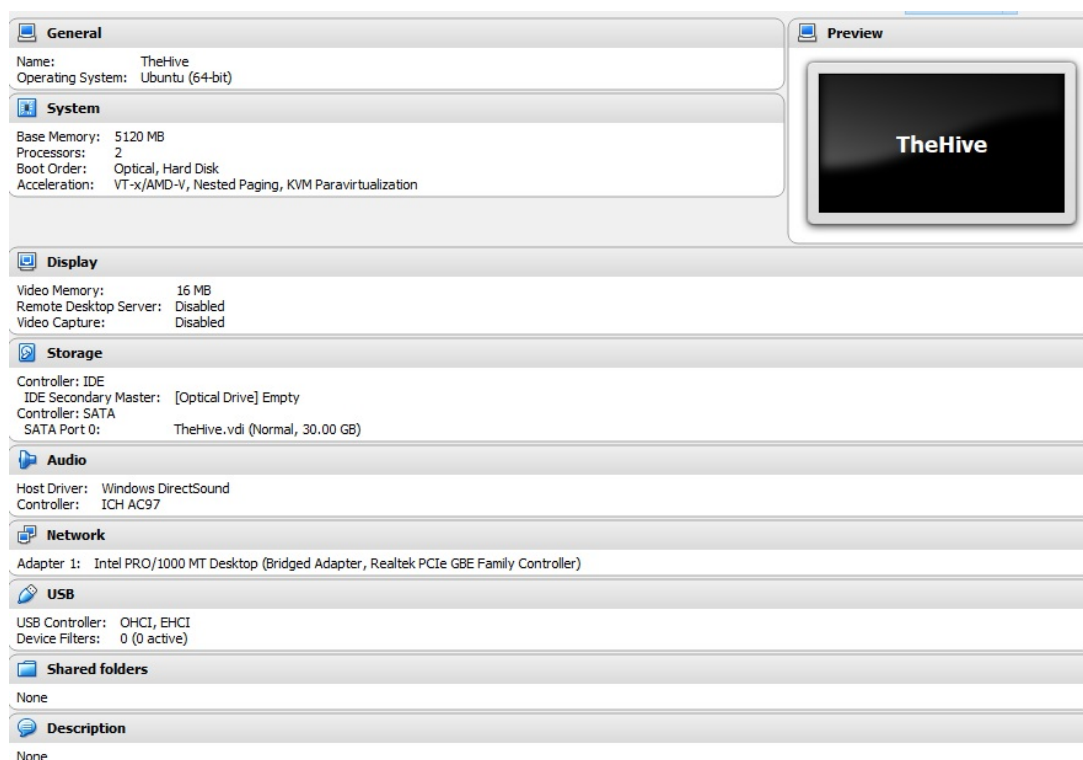 General
Name: TheHive
Operating System: Ubuntu (64-bit)
System
Base Memory: 5120 MB
Processors: 2
Boot Order: Optical, Hard Disk
Acceleration: VT-x/AMD-V, Nested Paging, KVM Paravirtualization
Preview
TheHive
Display
Video Memory: 16 MB
Remote Desktop Server: Disabled
Video Capture: Disabled
Storage
Controller: IDE
IDE Secondary Master: [Optical Drive] Empty
Controller: SATA
SATA Port 0: TheHive.vdi (Normal, 30.00 GB)
Audio
Host Driver: Windows DirectSound
Controller: ICH AC97
Network
Adapter 1: Intel PRO/1000 MT Desktop (Bridged Adapter, Realtek PCIe GBE Family Controller)
USB
USB Controller: OHCI, EHCI
Device Filters: 0 (0 active)
Shared folders
None
Description
None